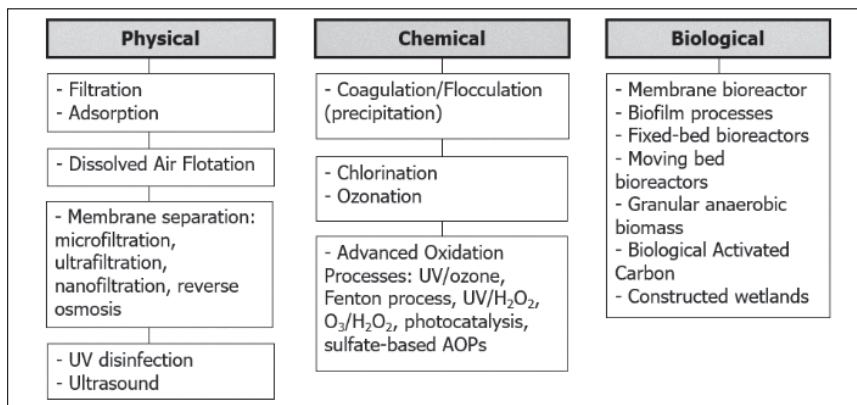 Physical
- Filtration
- Adsorption
- Dissolved Air Flotation
- Membrane separation:
microfiltration,
ultrafiltration,
nanofiltration, reverse
osmosis
- UV disinfection
- Ultrasound
Chemical
- Coagulation/Flocculation
(precipitation)
- Chlorination
- Ozonation
- Advanced Oxidation
Processes: UV/ozone,
Fenton process, UV/H₂O₂,
O₃/H₂O₂, photocatalysis,
sulfate-based AOPs
Biological
- Membrane bioreactor
- Biofilm processes
- Fixed-bed bioreactors
- Moving bed
bioreactors
- Granular anaerobic
biomass
- Biological Activated
Carbon
- Constructed wetlands